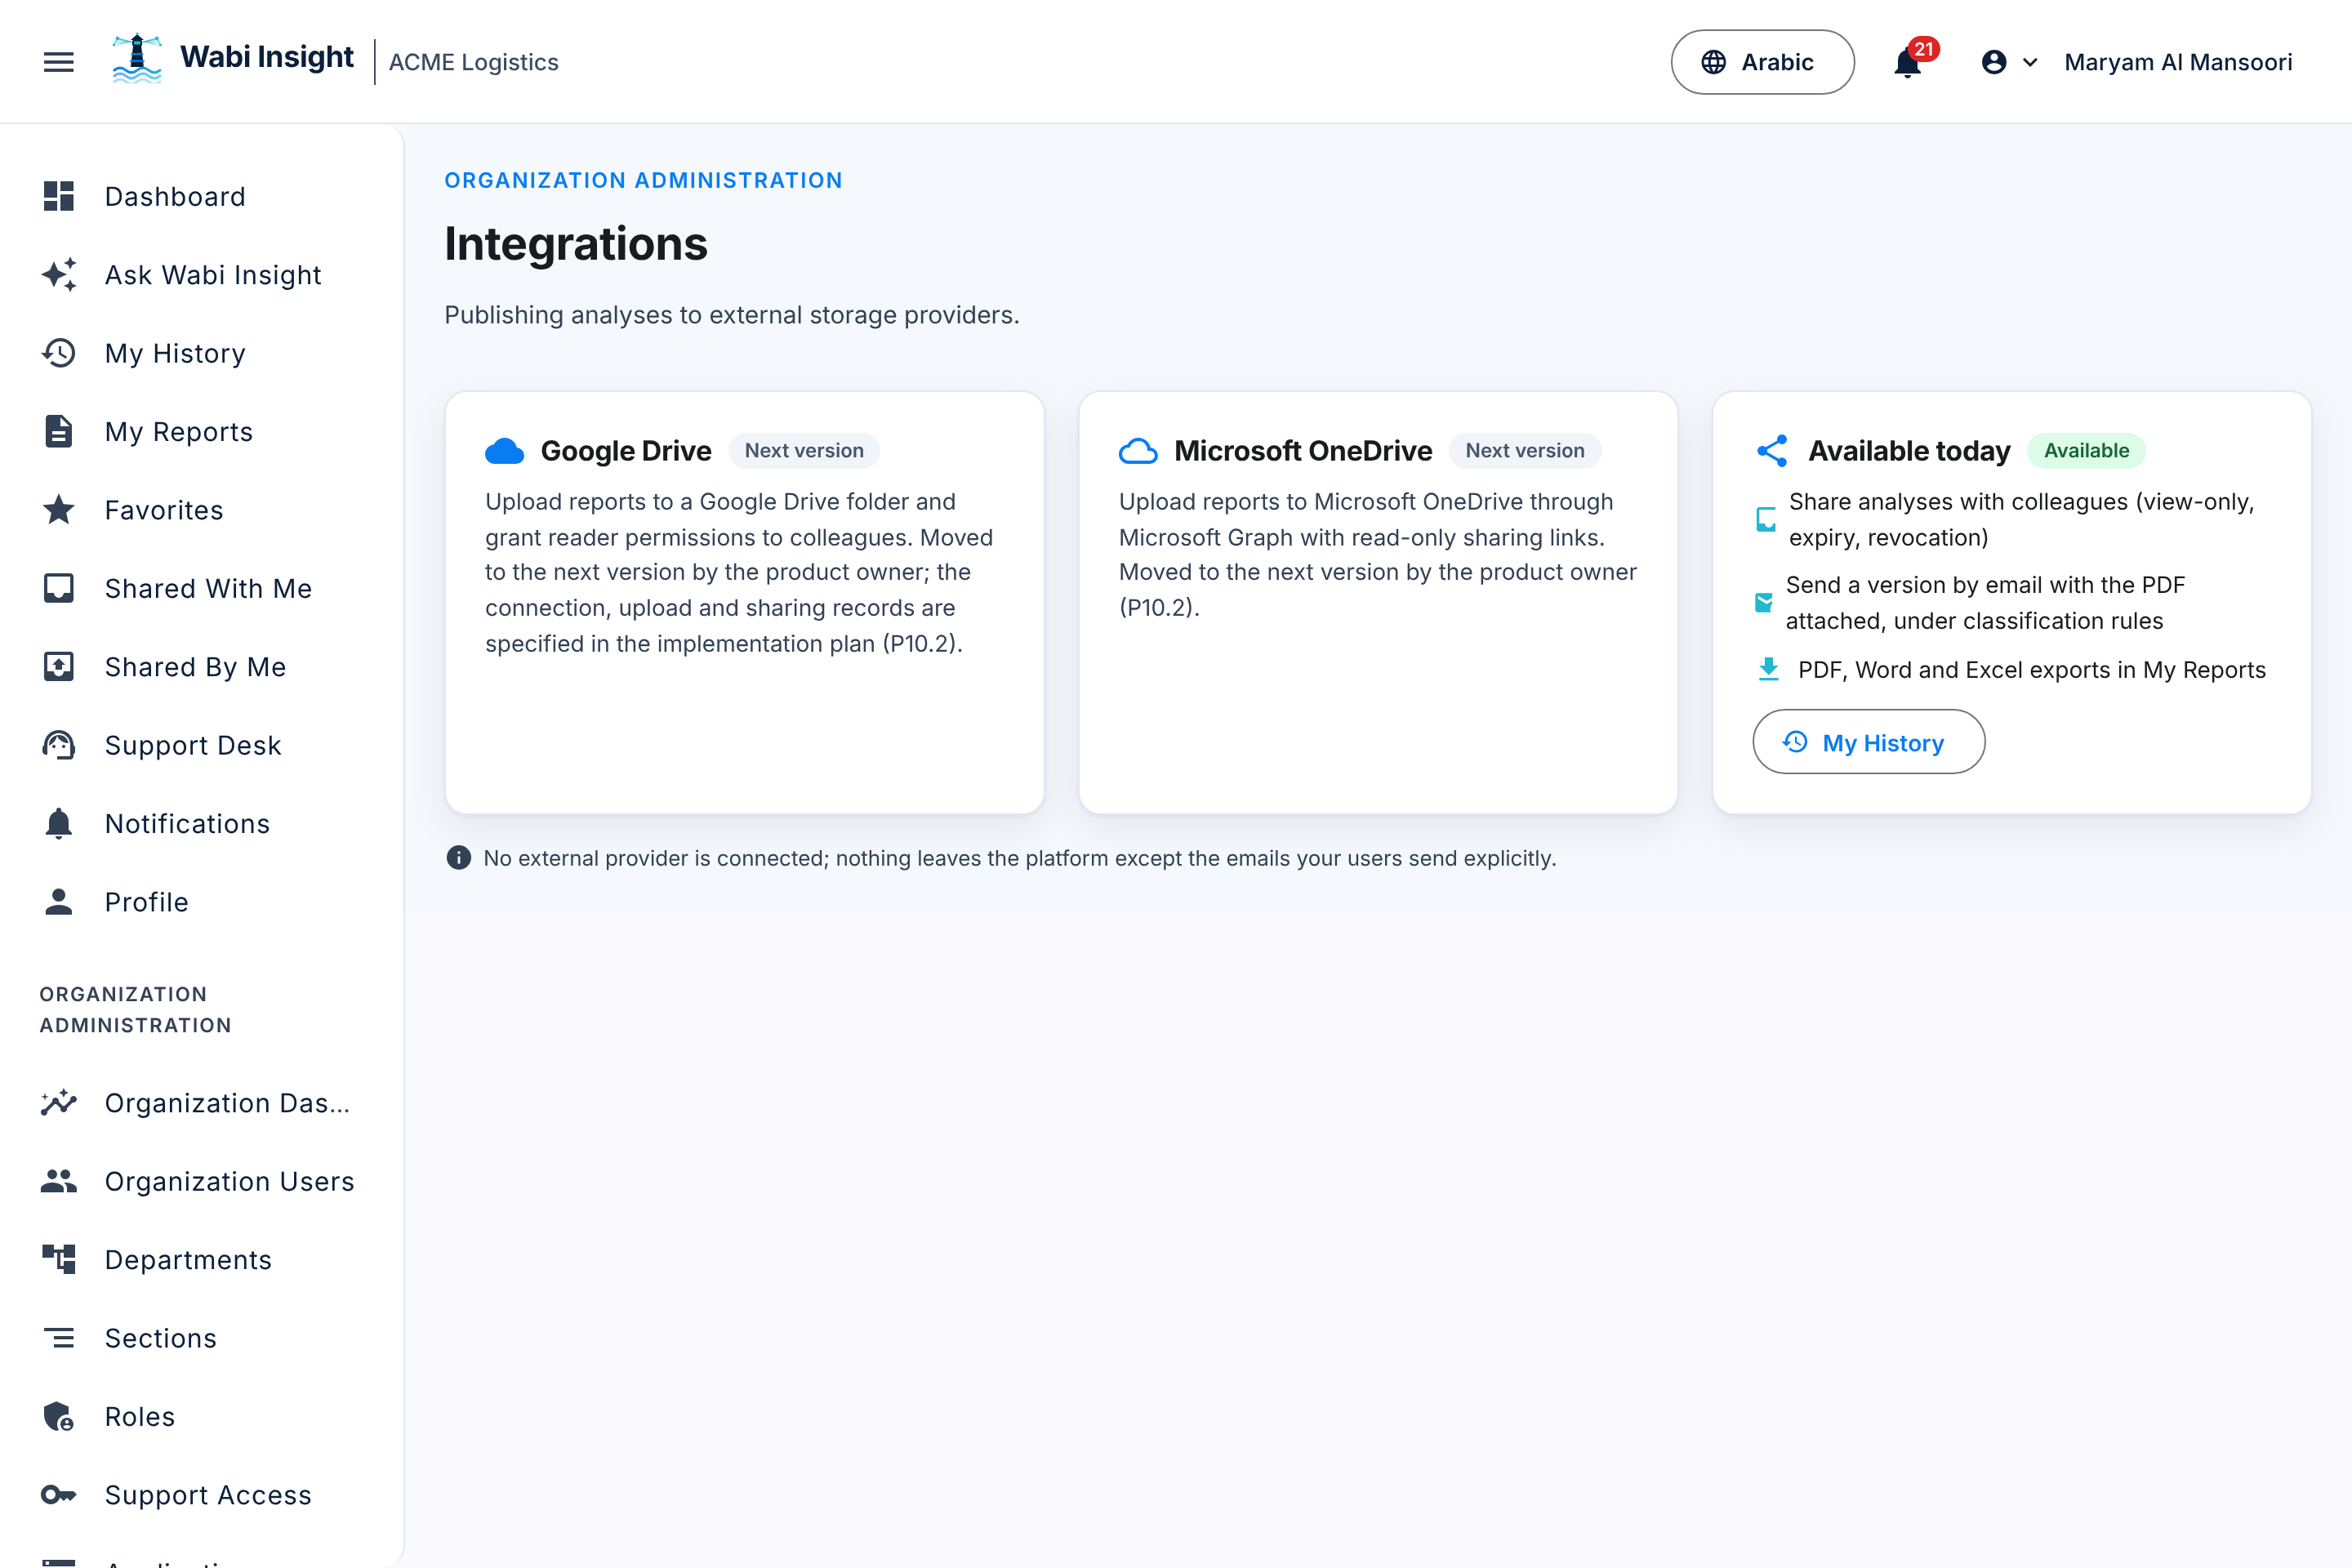 Wabi Insight
ACME Logistics
Arabic
21
Maryam Al Mansoori
Dashboard
Ask Wabi Insight
My History
My Reports
Favorites
Shared With Me
Shared By Me
Support Desk
Notifications
Profile
ORGANIZATION
ADMINISTRATION
Organization Das...
Organization Users
Departments
Sections
Roles
Support Access
ORGANIZATION ADMINISTRATION
Integrations
Publishing analyses to external storage providers.
Google Drive
Next version
Upload reports to a Google Drive folder and
grant reader permissions to colleagues. Moved
to the next version by the product owner; the
connection, upload and sharing records are
specified in the implementation plan (P10.2).
Microsoft OneDrive
Next version
Upload reports to Microsoft OneDrive through
Microsoft Graph with read-only sharing links.
Moved to the next version by the product owner
(P10.2).
Available today
Available
Share analyses with colleagues (view-only,
expiry, revocation)
Send a version by email with the PDF
attached, under classification rules
PDF, Word and Excel exports in My Reports
My History
No external provider is connected; nothing leaves the platform except the emails your users send explicitly.